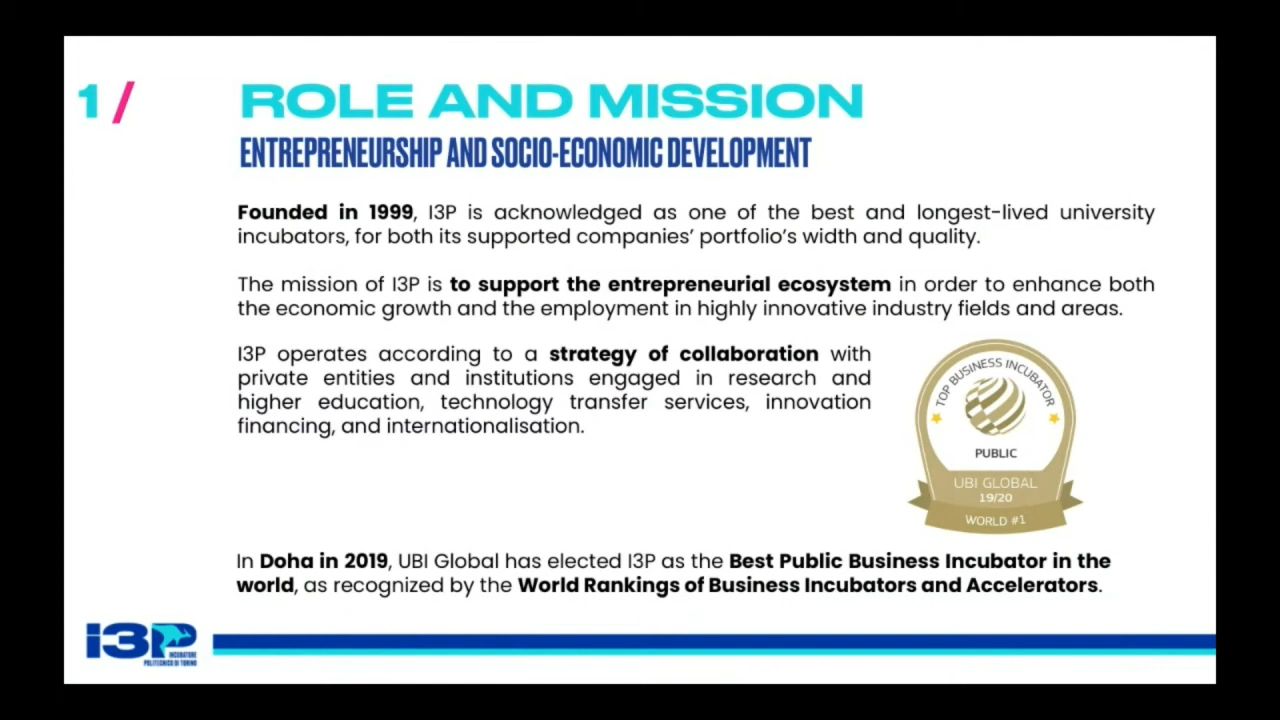 1/ ROLE AND MISSION
ENTREPRENEURSHIP AND SOCIO-ECONOMIC DEVELOPMENT
Founded in 1999, I3P is acknowledged as one of the best and longest-lived university
incubators, for both its supported companies’ portfolio’s width and quality.
The mission of I3P is to support the entrepreneurial ecosystem in order to enhance both
the economic growth and the employment in highly innovative industry fields and areas.
I3P operates according to a strategy of collaboration with
private entities and institutions engaged in research and
higher education, technology transfer services, innovation
financing, and internationalisation.
TOP BUSINESS INCUBATOR
PUBLIC
UBI GLOBAL
19/20
WORLD #1
In Doha in 2019, UBI Global has elected I3P as the Best Public Business Incubator in the
world, as recognized by the World Rankings of Business Incubators and Accelerators.
i3P
INCUBATORE
POLITECNICO DI TORINO